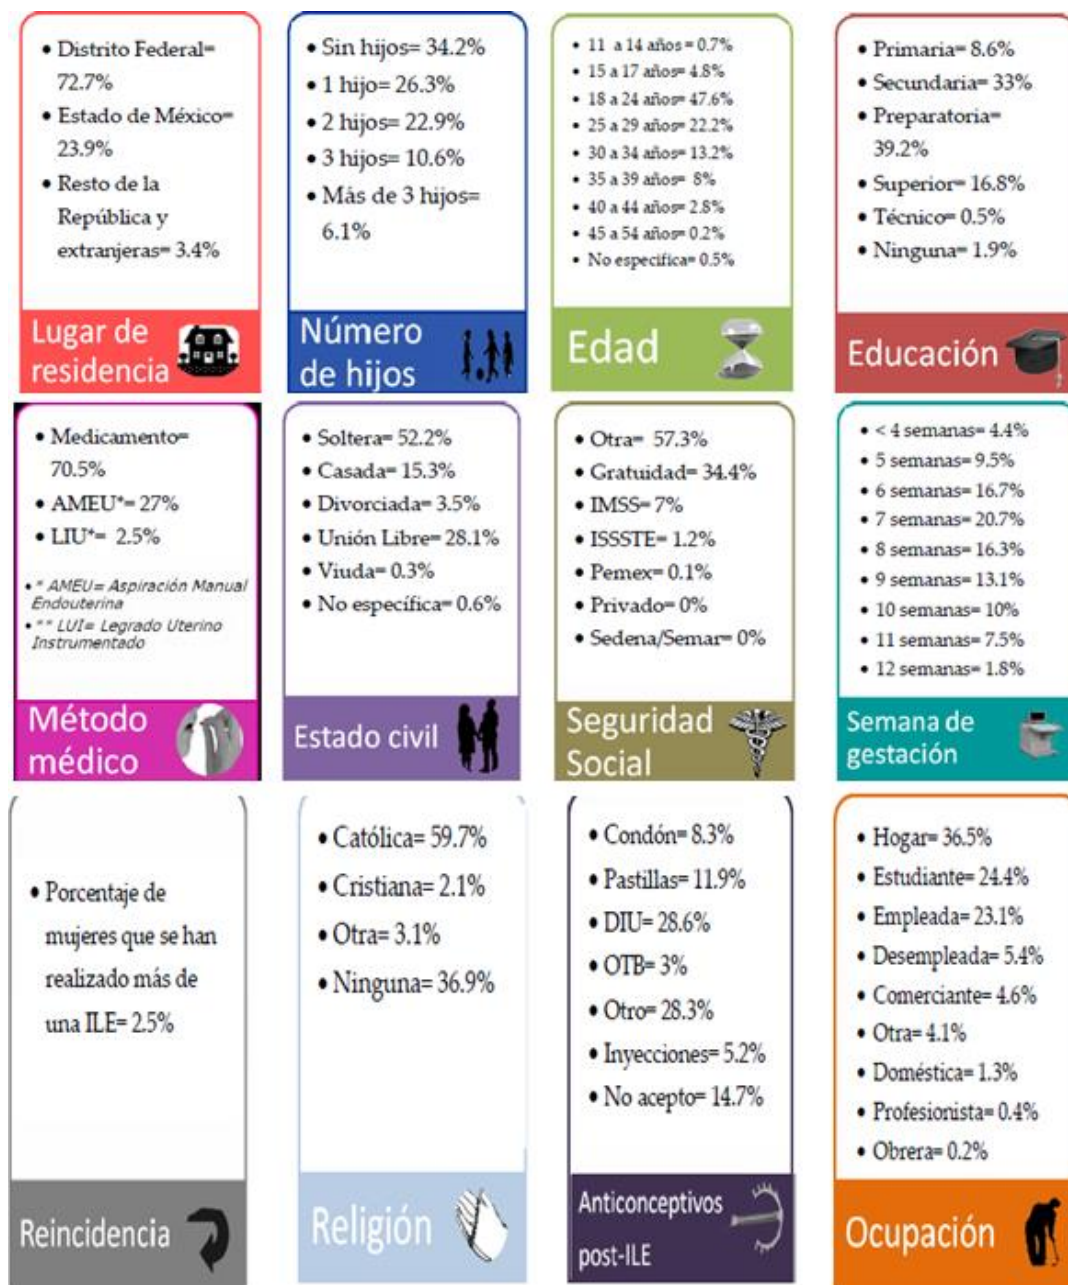 • Distrito Federal=
72.7%
• Estado de México=
23.9%
• Resto de la
República y
extranjeras= 3.4%
Lugar de
residencia
• Sin hijos= 34.2%
• 1 hijo= 26.3%
• 2 hijos= 22.9%
• 3 hijos= 10.6%
• Más de 3 hijos=
6.1%
Número
de hijos
• 11 a 14 años = 0.7%
• 15 a 17 años= 4.8%
• 18 a 24 años= 47.6%
• 25 a 29 años= 22.2%
• 30 a 34 años= 13.2%
• 35 a 39 años= 8%
• 40 a 44 años= 2.8%
• 45 a 54 años= 0.2%
• No específica= 0.5%
Edad
• Primaria= 8.6%
• Secundaria= 33%
• Preparatoria=
39.2%
• Superior= 16.8%
• Técnico= 0.5%
• Ninguna= 1.9%
Educación
• Medicamento=
70.5%
• AMEU*= 27%
• LIU*= 2.5%
• * AMEU= Aspiración Manual
Endouterina
• ** LUI= Legrado Uterino
Instrumentado
Método
médico
• Soltera= 52.2%
• Casada= 15.3%
• Divorciada= 3.5%
• Unión Libre= 28.1%
• Viuda= 0.3%
• No específica= 0.6%
Estado civil
• Otra= 57.3%
• Gratuidad= 34.4%
• IMSS= 7%
• ISSSTE= 1.2%
• Pemex= 0.1%
• Privado= 0%
• Sedena/Semar= 0%
Seguridad
Social
• < 4 semanas= 4.4%
• 5 semanas= 9.5%
• 6 semanas= 16.7%
• 7 semanas= 20.7%
• 8 semanas= 16.3%
• 9 semanas= 13.1%
• 10 semanas= 10%
• 11 semanas= 7.5%
• 12 semanas= 1.8%
Semana de
gestación
• Porcentaje de
mujeres que se han
realizado más de
una ILE= 2.5%
Reincidencia
• Católica= 59.7%
• Cristiana= 2.1%
• Otra= 3.1%
• Ninguna= 36.9%
Religión
• Condón= 8.3%
• Pastillas= 11.9%
• DIU= 28.6%
• OTB= 3%
• Otro= 28.3%
• Inyecciones= 5.2%
• No acepto= 14.7%
Anticonceptivos
post-ILE
• Hogar= 36.5%
• Estudiante= 24.4%
• Empleada= 23.1%
• Desempleada= 5.4%
• Comerciante= 4.6%
• Otra= 4.1%
• Doméstica= 1.3%
• Profesionista= 0.4%
• Obrera= 0.2%
Ocupación